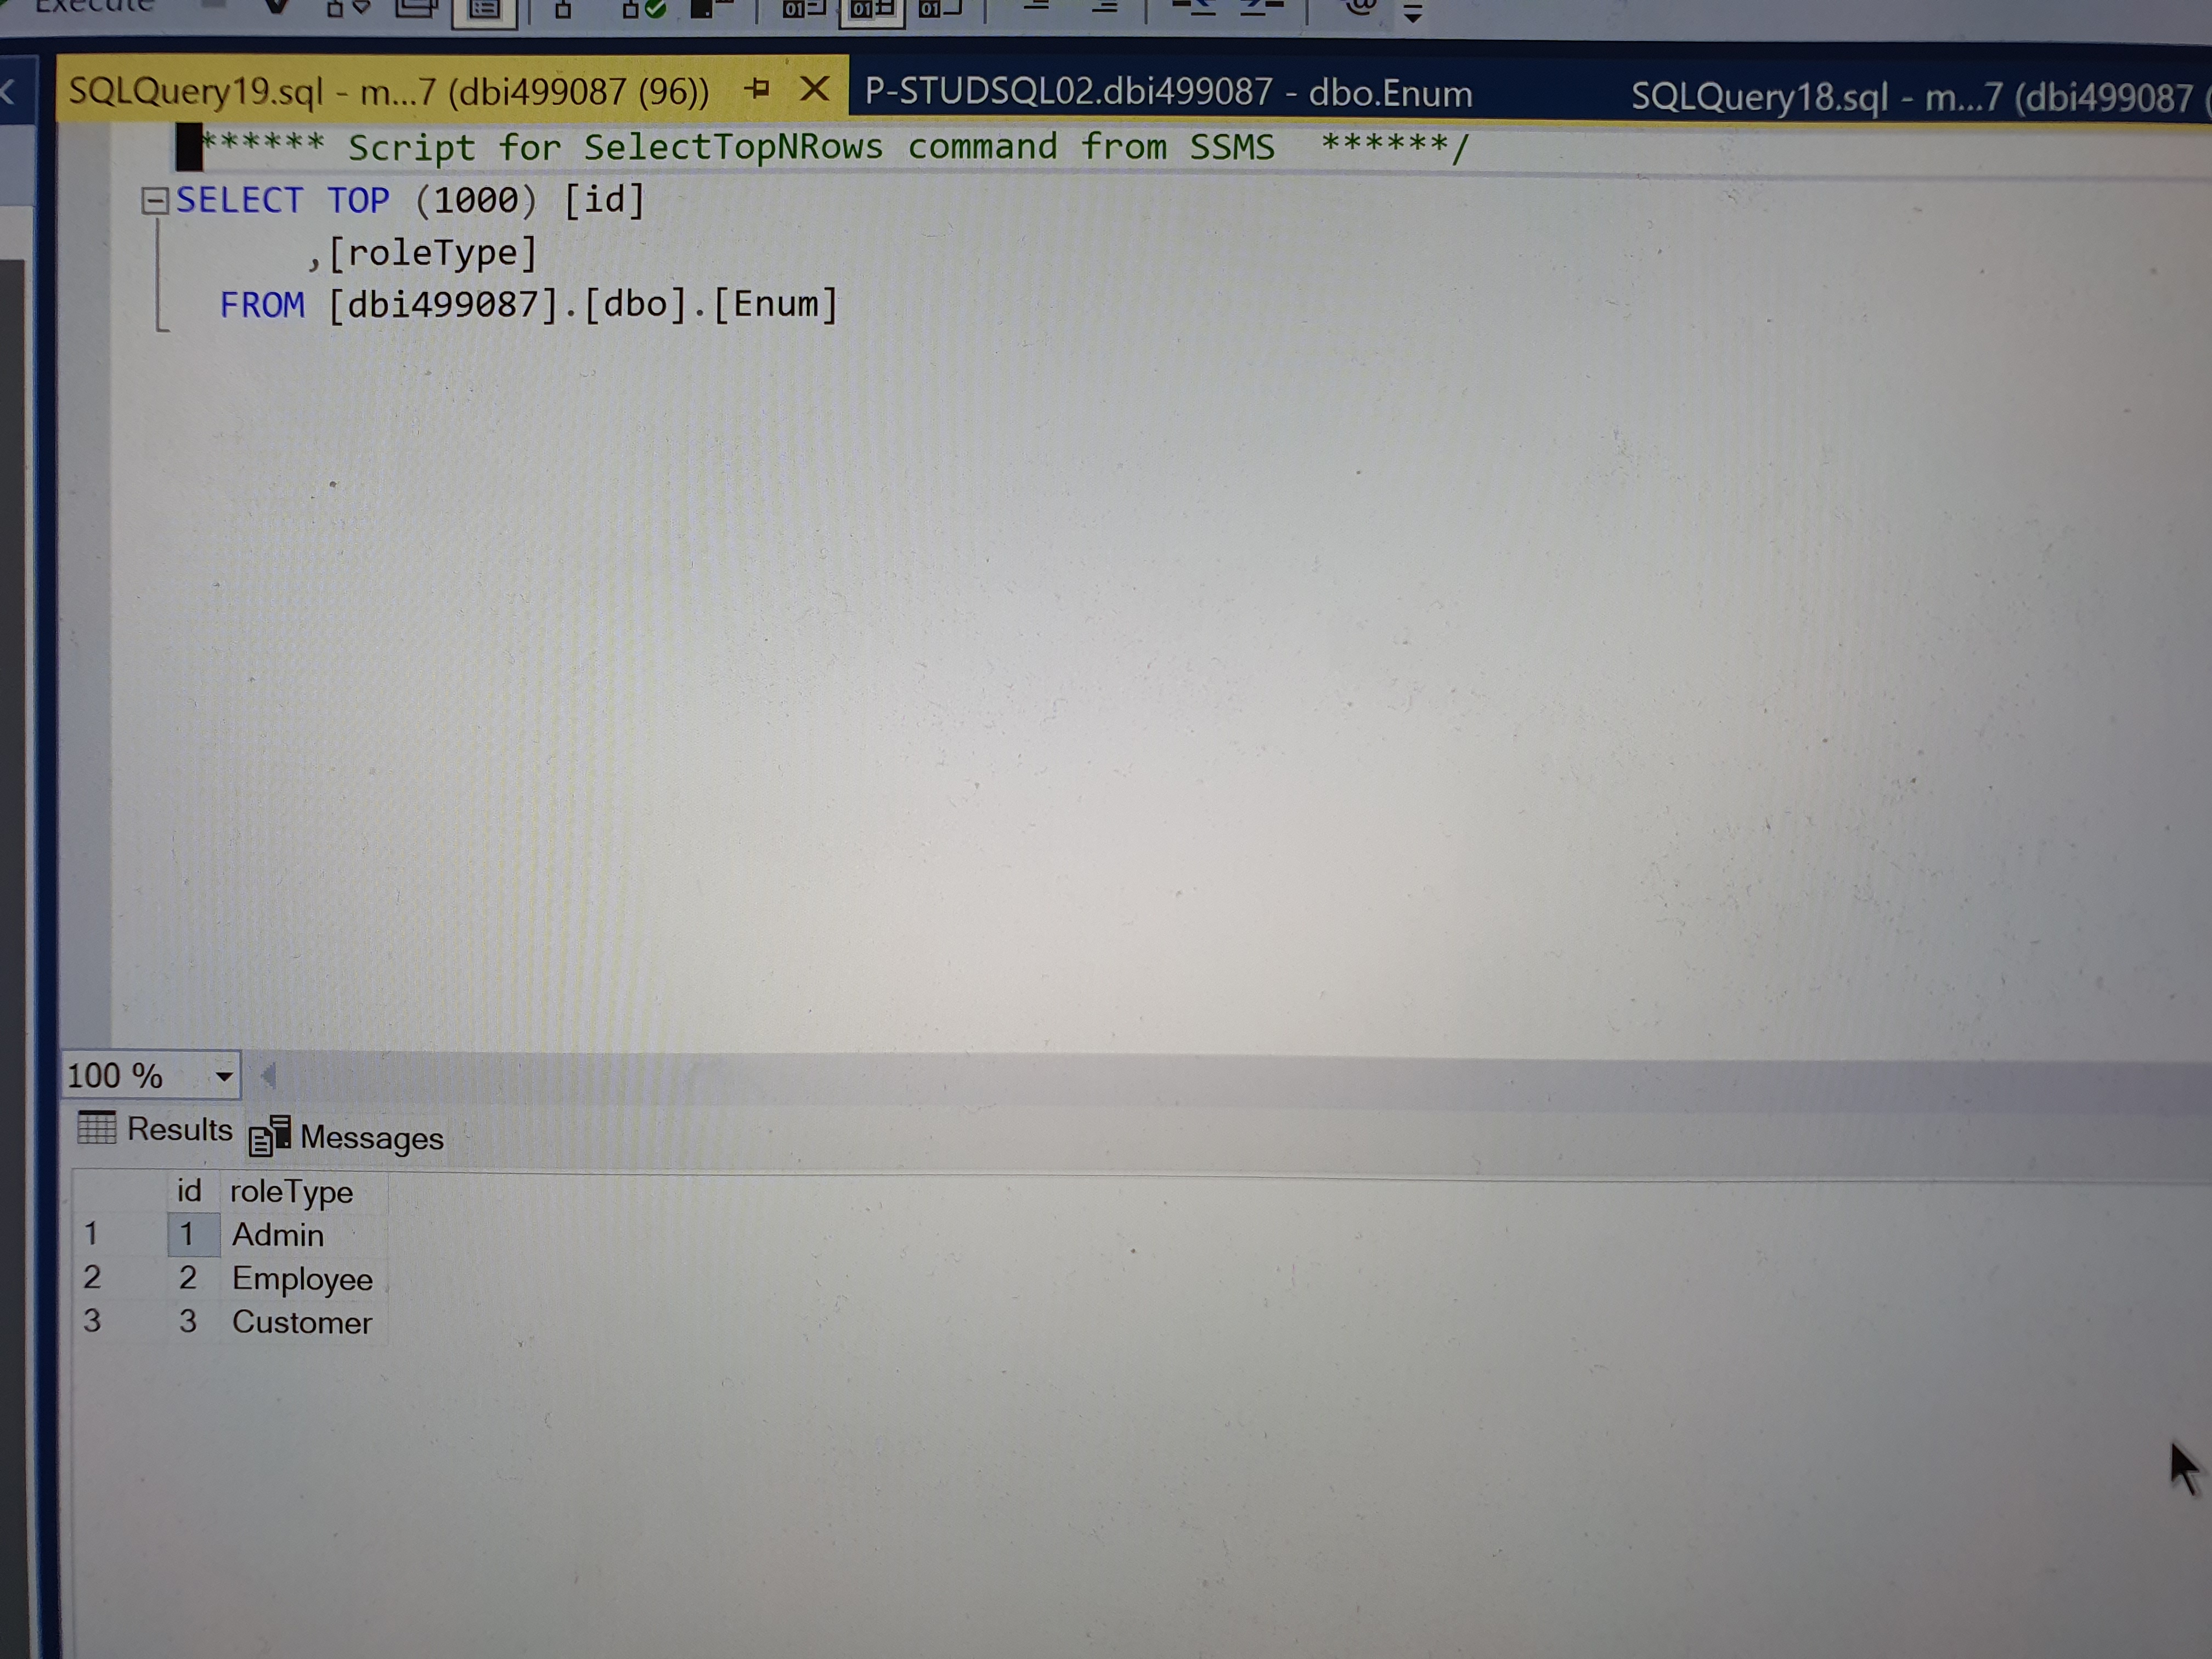 Execute
SQLQuery19.sql - m...7 (dbi499087 (96)) P-STUDSQL02.dbi499087 - dbo.Enum SQLQuery18.sql - m...7 (dbi499087 (
****** Script for SelectTopNRows command from SSMS  ******/
SELECT TOP (1000) [id]
,[roleType]
FROM [dbi499087].[dbo].[Enum]
100 %
Results Messages
id roleType
1 1 Admin
2 2 Employee
3 3 Customer